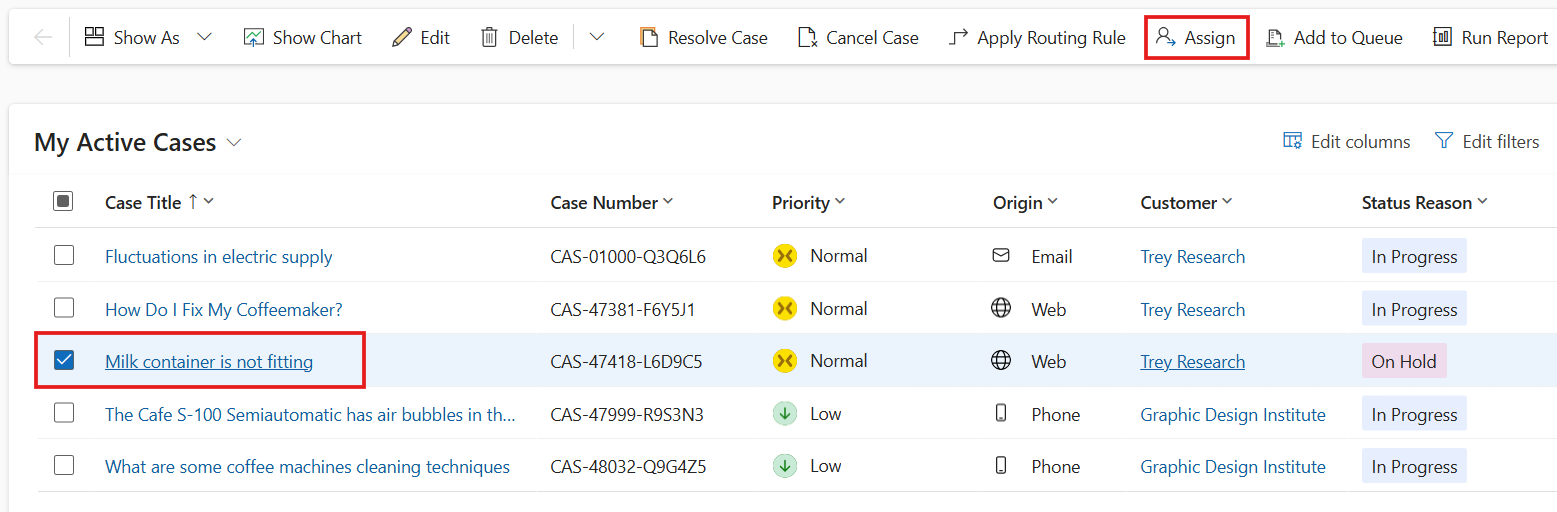 Show As Show Chart Edit Delete Resolve Case Cancel Case Apply Routing Rule Assign Add to Queue Run Report
My Active Cases Edit columns Edit filters
Case Title Case Number Priority Origin Customer Status Reason
Fluctuations in electric supply CAS-01000-Q3Q6L6 Normal Email Trey Research In Progress
How Do I Fix My Coffeemaker? CAS-47381-F6Y5J1 Normal Web Trey Research In Progress
Milk container is not fitting CAS-47418-L6D9C5 Normal Web Trey Research On Hold
The Cafe S-100 Semiautomatic has air bubbles in th... CAS-47999-R9S3N3 Low Phone Graphic Design Institute In Progress
What are some coffee machines cleaning techniques CAS-48032-Q9G4Z5 Low Phone Graphic Design Institute In Progress